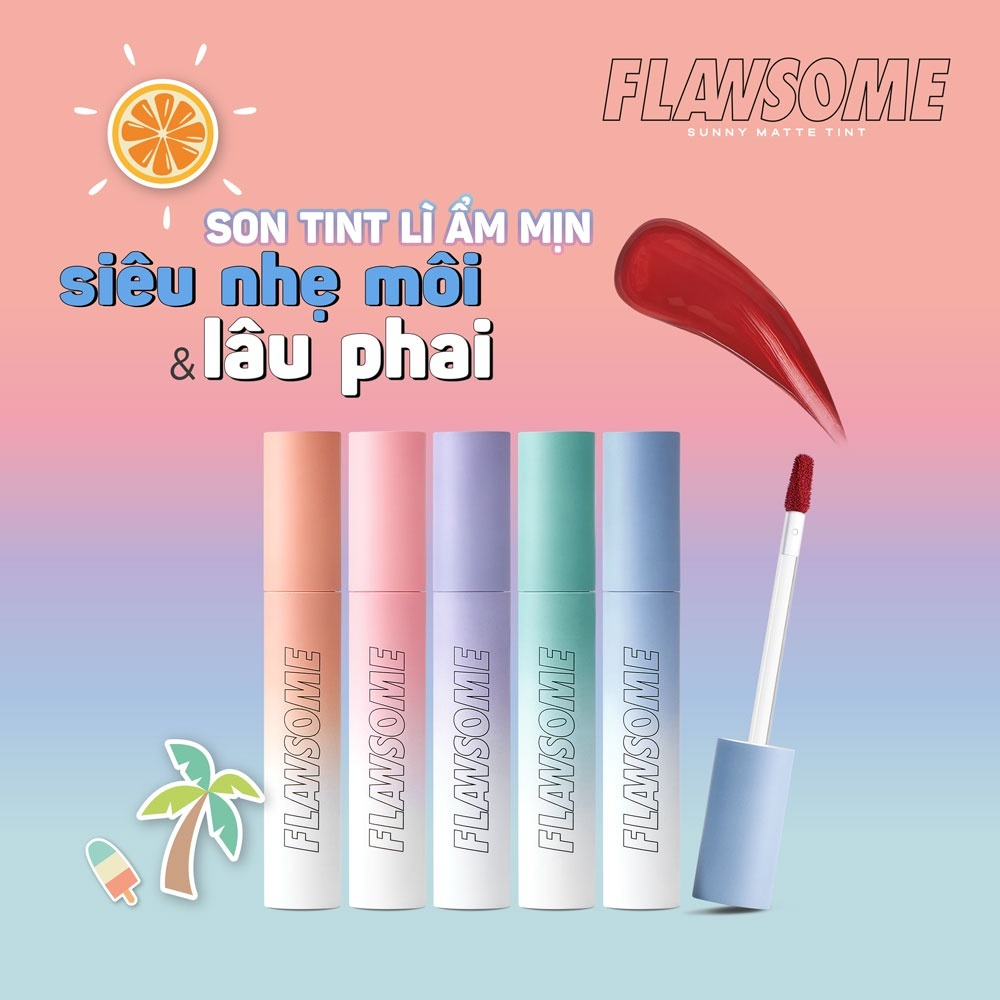 FLAWSOME
SUNNY MATTE TINT
SON TINT LÌ ẨM MỊN
siêu nhẹ môi
& lâu phai
FLAWSOME
FLAWSOME
FLAWSOME
FLAWSOME
FLAWSOME